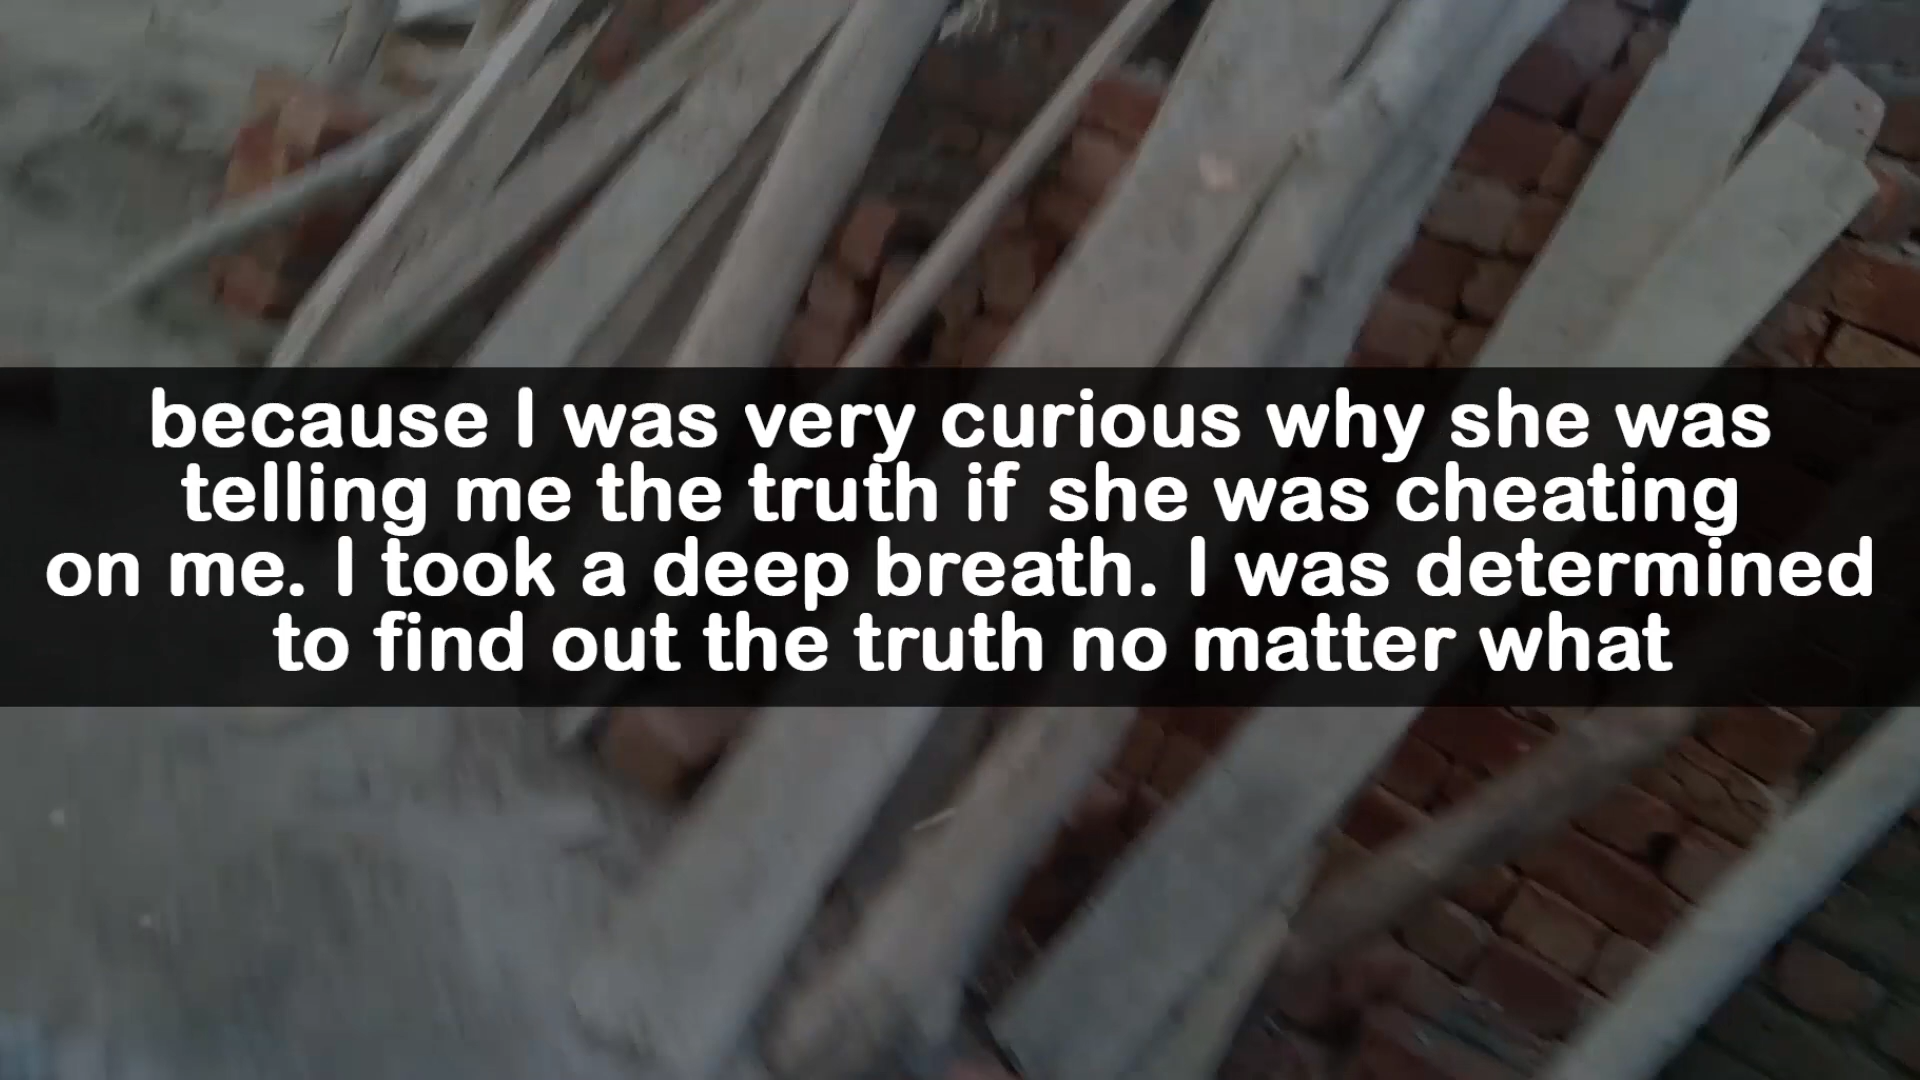 because I was very curious why she was
telling me the truth if she was cheating
on me. I took a deep breath. I was determined
to find out the truth no matter what